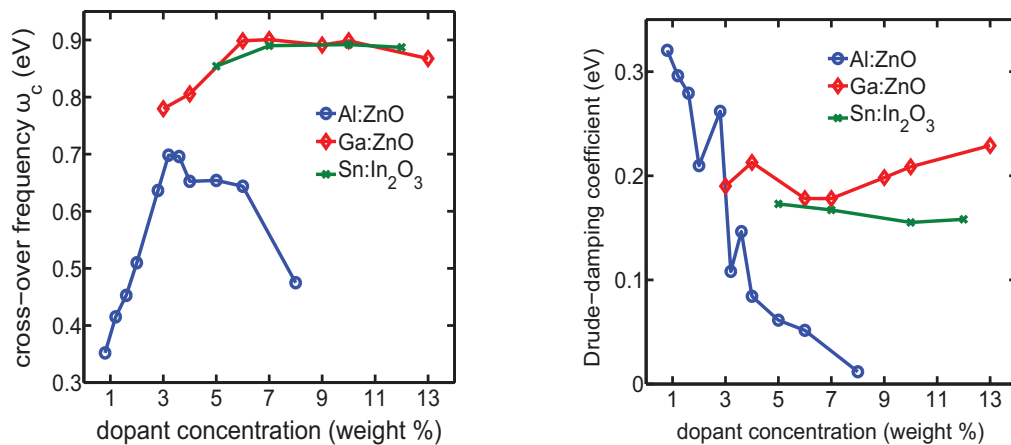 cross−over frequency ω_c (eV)
0.9
0.8
0.7
0.6
0.5
0.4
0.3
1 3 5 7 9 11 13
dopant concentration (weight %)
Al:ZnO
Ga:ZnO
Sn:In₂O₃
Drude−damping coefficient (eV)
0.3
0.2
0.1
0
1 3 5 7 9 11 13
dopant concentration (weight %)
Al:ZnO
Ga:ZnO
Sn:In₂O₃